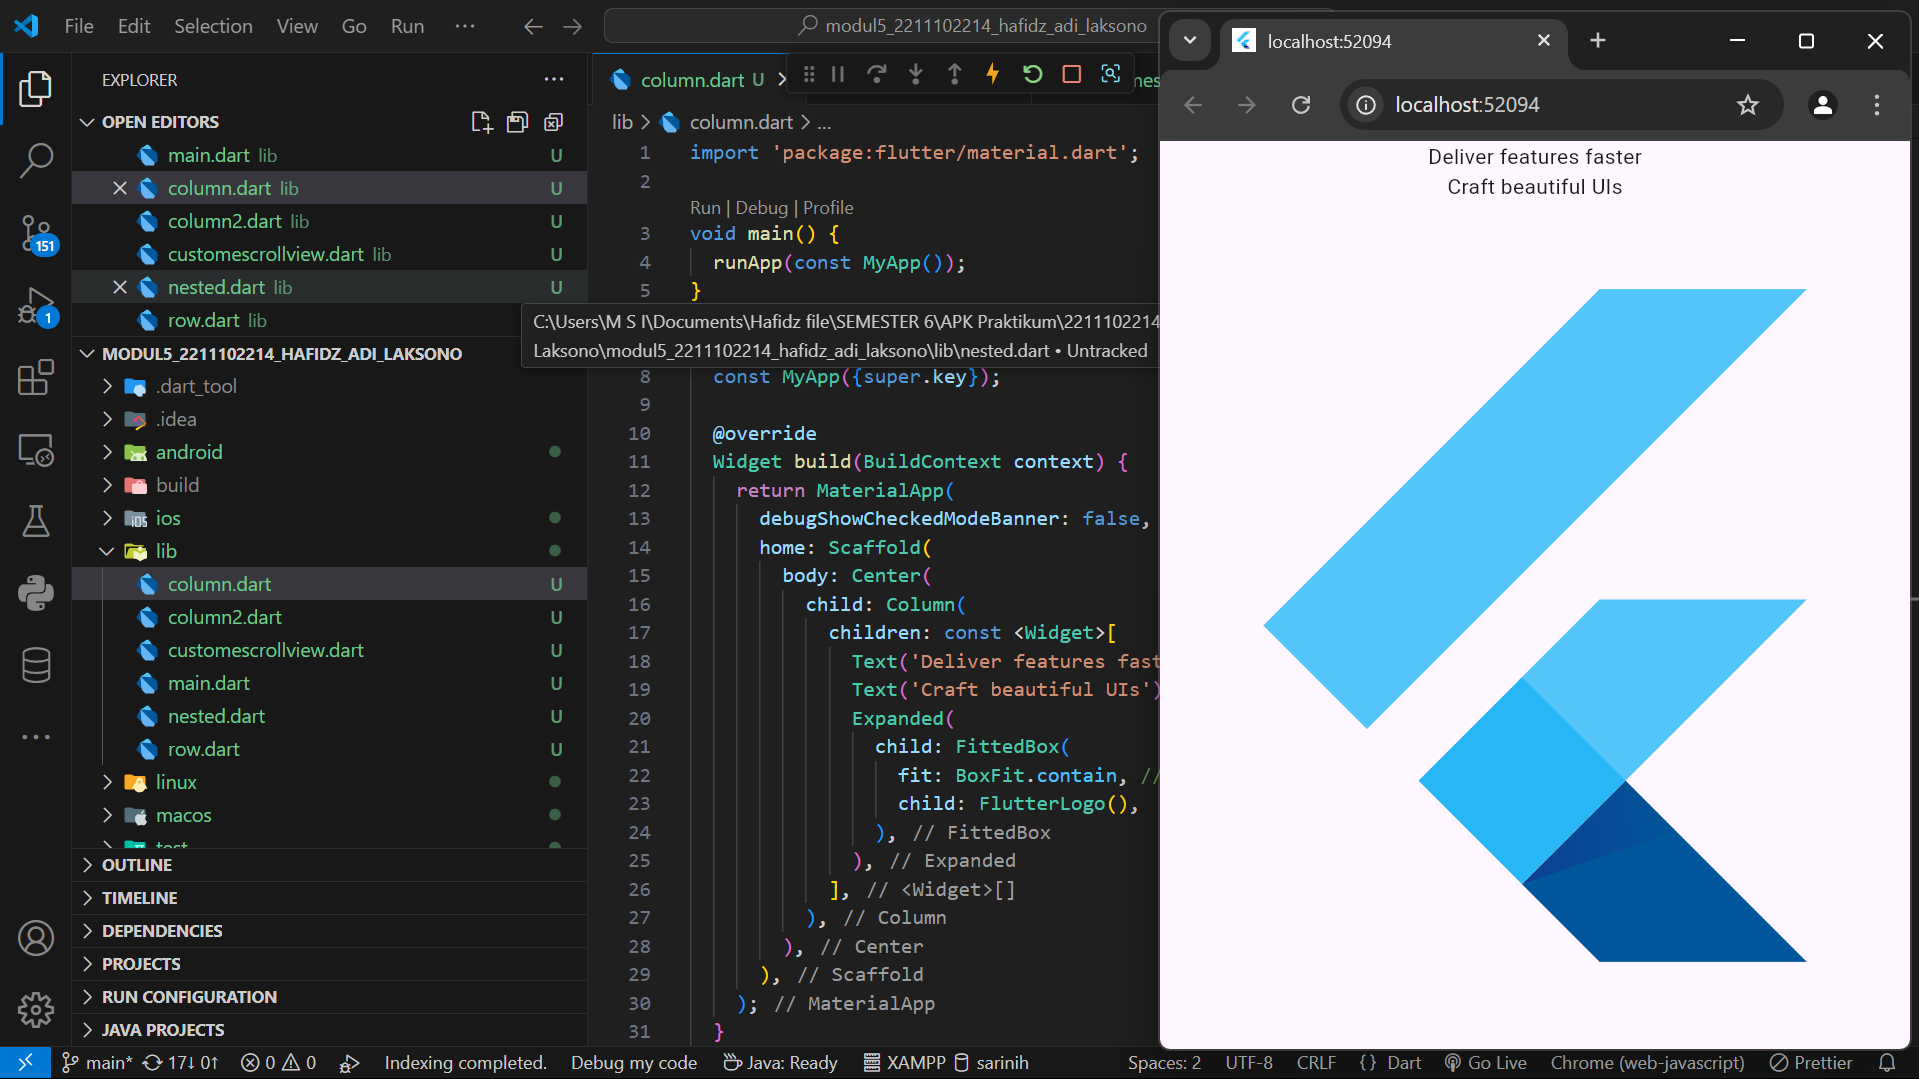 File Edit Selection View Go Run ··· modul5_2211102214_hafidz_adi_laksono
EXPLORER
OPEN EDITORS
main.dart lib U
column.dart lib U
column2.dart lib U
customescrollview.dart lib U
nested.dart lib U
row.dart lib U
MODUL5_2211102214_HAFIDZ_ADI_LAKSONO
.dart_tool
.idea
android
build
ios
lib
column.dart U
column2.dart U
customescrollview.dart U
main.dart U
nested.dart U
row.dart U
linux
macos
test
OUTLINE
TIMELINE
DEPENDENCIES
PROJECTS
RUN CONFIGURATION
JAVA PROJECTS
151
1
column.dart U
nes
lib > column.dart > ...
1 import 'package:flutter/material.dart';
2
Run | Debug | Profile
3 void main() {
4 runApp(const MyApp());
5 }
C:\Users\M S I\Documents\Hafidz file\SEMESTER 6\APK Praktikum\2211102214
Laksono\modul5_2211102214_hafidz_adi_laksono\lib\nested.dart • Untracked
8 const MyApp({super.key});
9
10 @override
11 Widget build(BuildContext context) {
12 return MaterialApp(
13 debugShowCheckedModeBanner: false,
14 home: Scaffold(
15 body: Center(
16 child: Column(
17 children: const <Widget>[
18 Text('Deliver features fast
19 Text('Craft beautiful UIs')
20 Expanded(
21 child: FittedBox(
22 fit: BoxFit.contain, //
23 child: FlutterLogo(),
24 ), // FittedBox
25 ), // Expanded
26 ], // <Widget>[]
27 ), // Column
28 ), // Center
29 ), // Scaffold
30 ); // MaterialApp
31 }
localhost:52094
localhost:52094
Deliver features faster
Craft beautiful UIs
main* 17↓ 0↑ 0 0 Indexing completed. Debug my code Java: Ready XAMPP sarinih Spaces: 2 UTF-8 CRLF {} Dart Go Live Chrome (web-javascript) Prettier